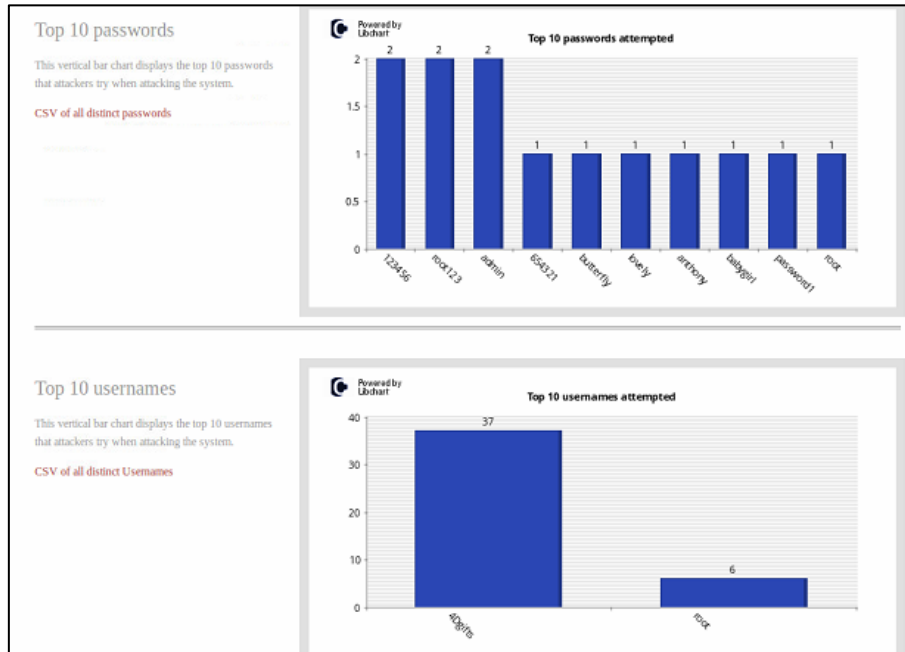 Top 10 passwords
This vertical bar chart displays the top 10 passwords
that attackers try when attacking the system.
CSV of all distinct passwords
Powered by
Libchart
Top 10 passwords attempted
2 2 2 1 1 1 1 1 1 1
2
1.5
1
0.5
0
123456 root123 admin 654321 butterfly lovely anthony babygirl password1 root
Top 10 usernames
This vertical bar chart displays the top 10 usernames
that attackers try when attacking the system.
CSV of all distinct Usernames
Powered by
Libchart
Top 10 usernames attempted
37
6
40
30
20
10
0
4Dgifts root